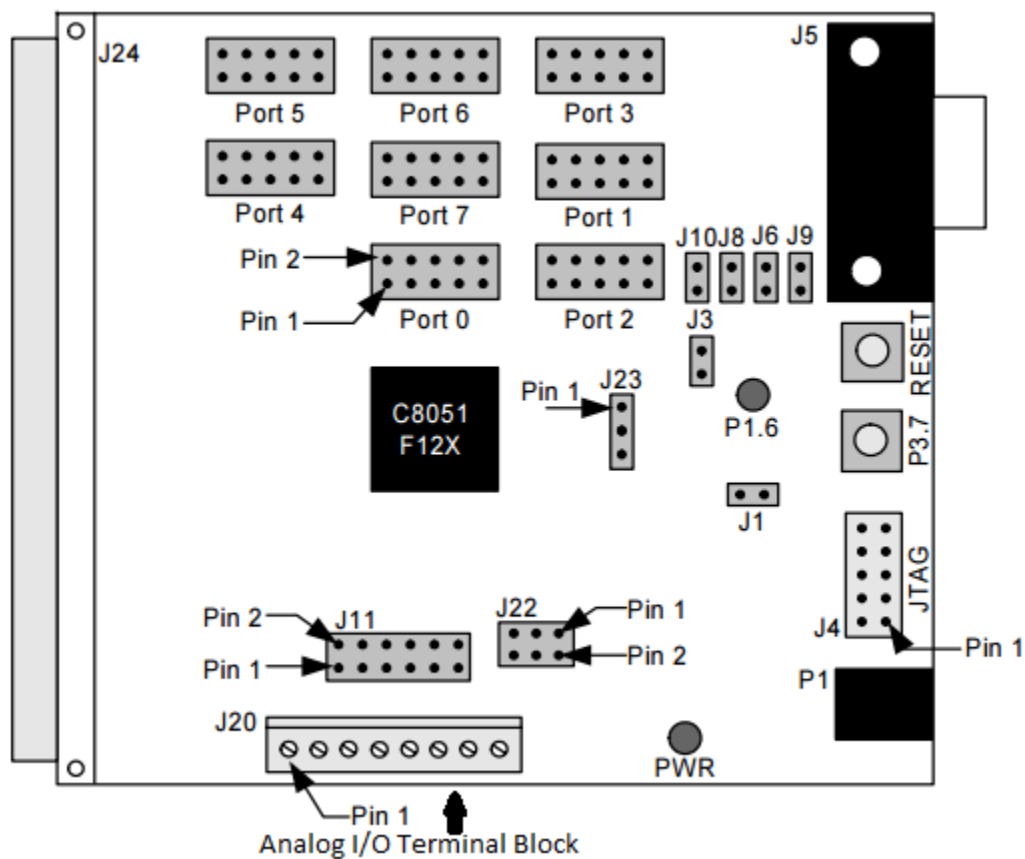 J24
J5
Port 5
Port 6
Port 3
Port 4
Port 7
Port 1
J10
J8
J6
J9
Pin 2
Pin 1
Port 0
Port 2
J3
RESET
Pin 1
J23
C8051
F12X
P1.6
P3.7
J1
JTAG
Pin 2
J11
J22
Pin 1
Pin 1
Pin 2
J4
Pin 1
P1
J20
PWR
Pin 1
Analog I/O Terminal Block